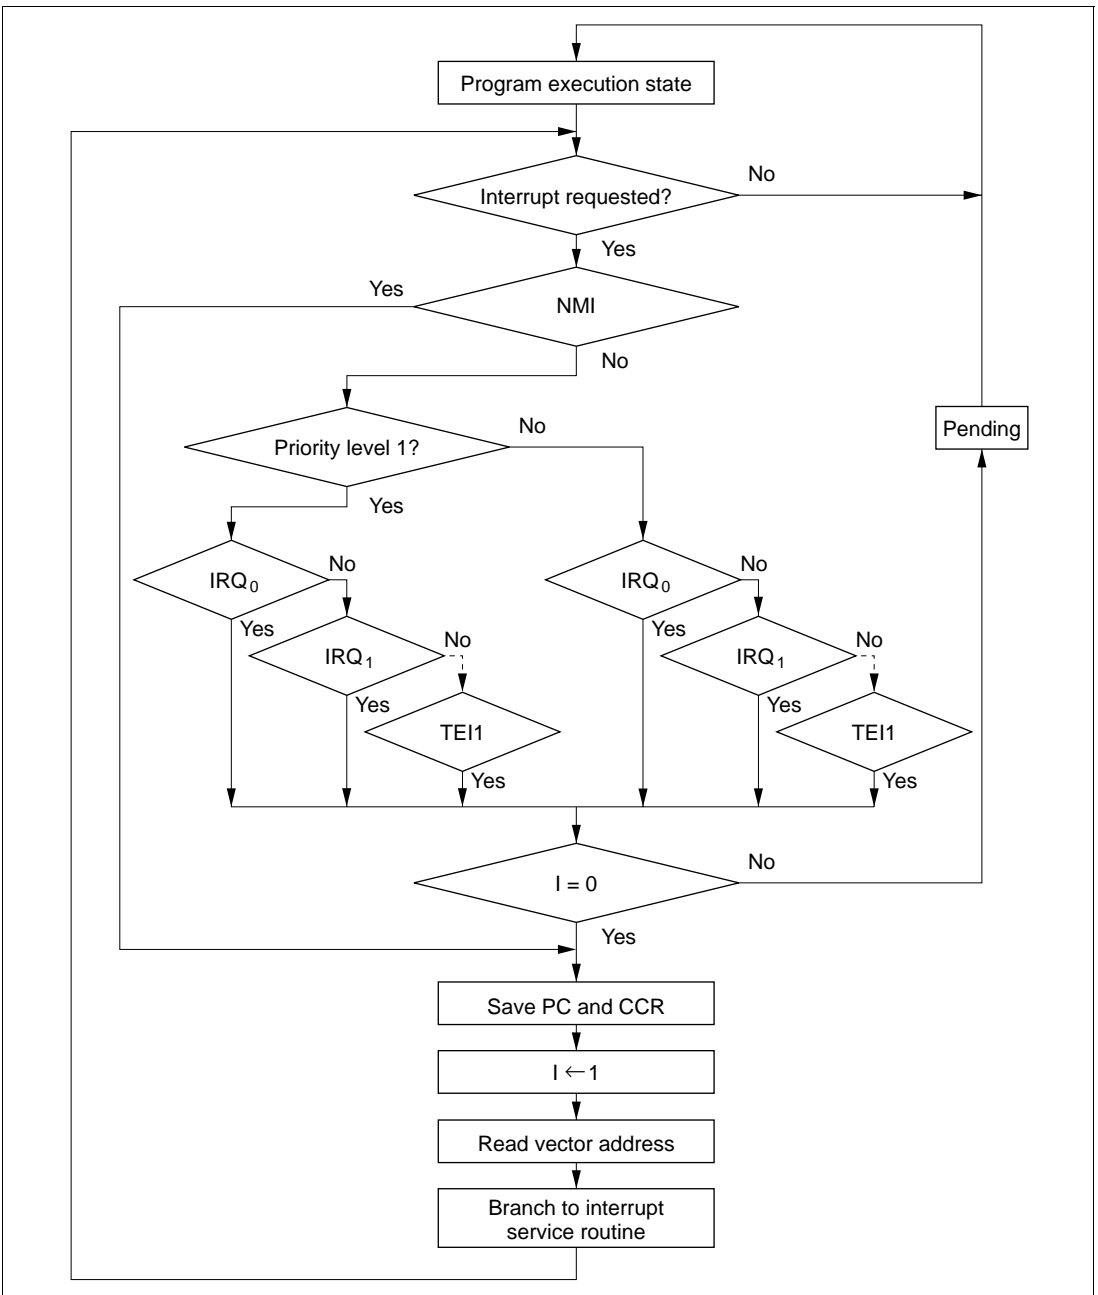 Program execution state
Interrupt requested?
No
Yes
NMI
Yes
No
Priority level 1?
No
Pending
Yes
IRQ0
No
IRQ0
No
Yes
IRQ1
No
Yes
IRQ1
No
Yes
TEI1
Yes
TEI1
Yes
Yes
I = 0
No
Yes
Save PC and CCR
I ← 1
Read vector address
Branch to interrupt
service routine